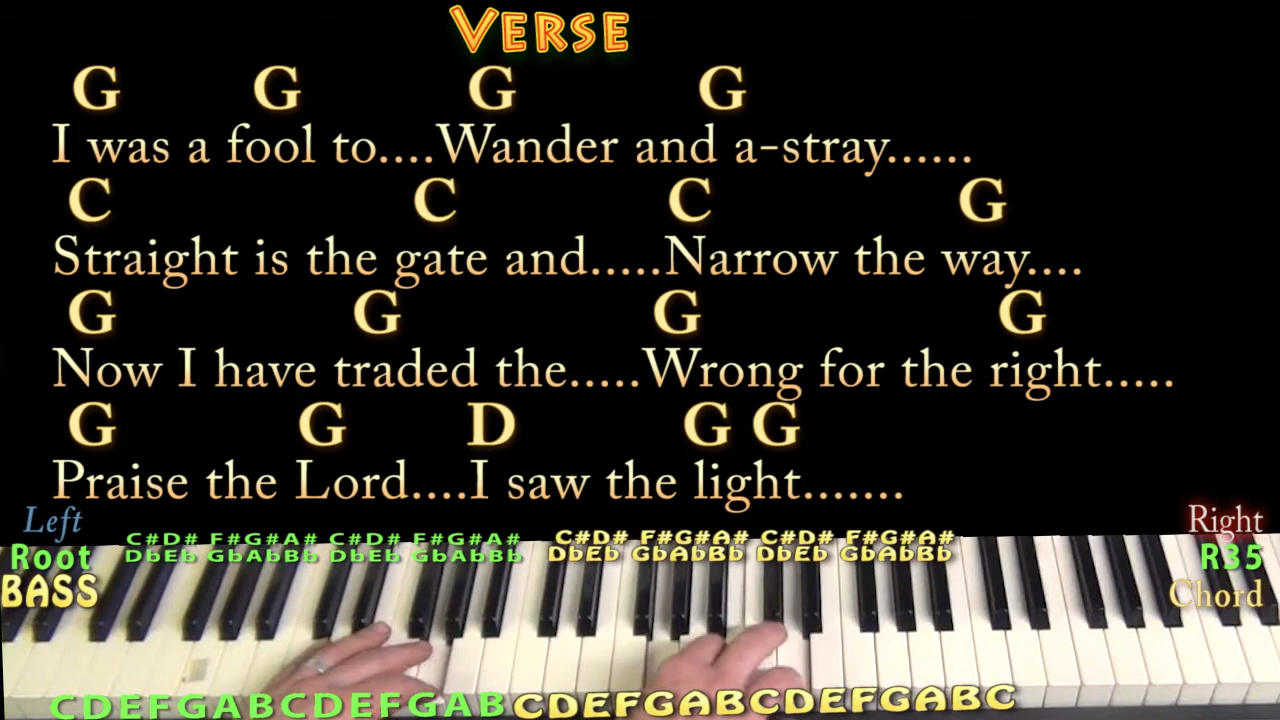 VERSE
G G G G
I was a fool to....Wander and a-stray......
C C C G
Straight is the gate and.....Narrow the way....
G G G G
Now I have traded the.....Wrong for the right.....
G G D G G
Praise the Lord....I saw the light.......
Left
Root
BASS
C#D# F#G#A# C#D# F#G#A# C#D# F#G#A# C#D# F#G#A#
DbEb GbAbBb DbEb GbAbBb DbEb GbAbBb DbEb GbAbBb
Right
R35
Chord
CDEFGABCDEFGABCDEFGABCDEFGABC